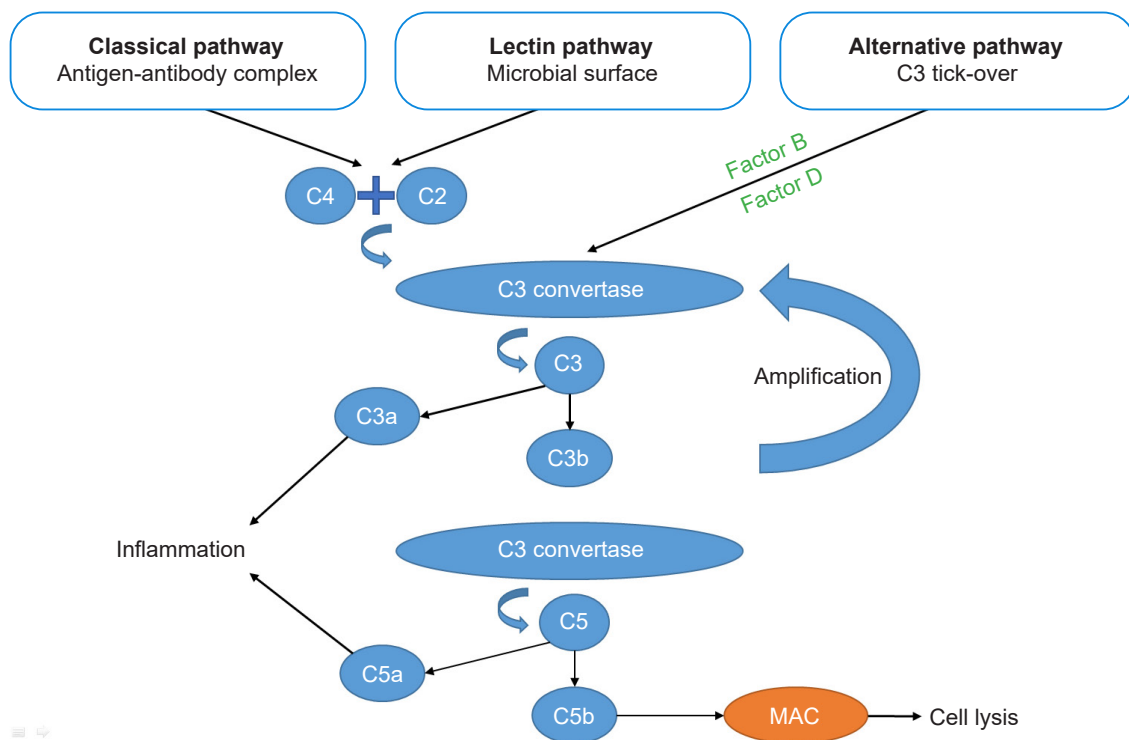 Classical pathway
Antigen-antibody complex
Lectin pathway
Microbial surface
Alternative pathway
C3 tick-over
Factor B
Factor D
C4
C2
C3 convertase
C3
Amplification
C3a
C3b
Inflammation
C3 convertase
C5
C5a
C5b
MAC
Cell lysis